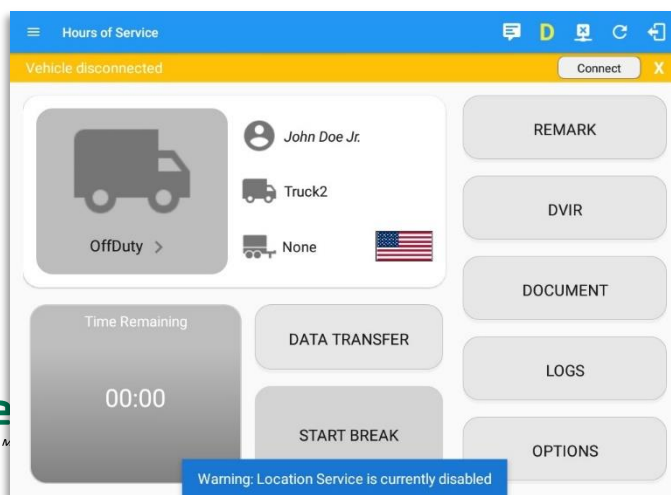 Hours of Service
D
Vehicle disconnected
Connect
X
John Doe Jr.
Truck2
OffDuty >
None
REMARK
DVIR
DOCUMENT
LOGS
OPTIONS
Time Remaining
00:00
DATA TRANSFER
START BREAK
Warning: Location Service is currently disabled